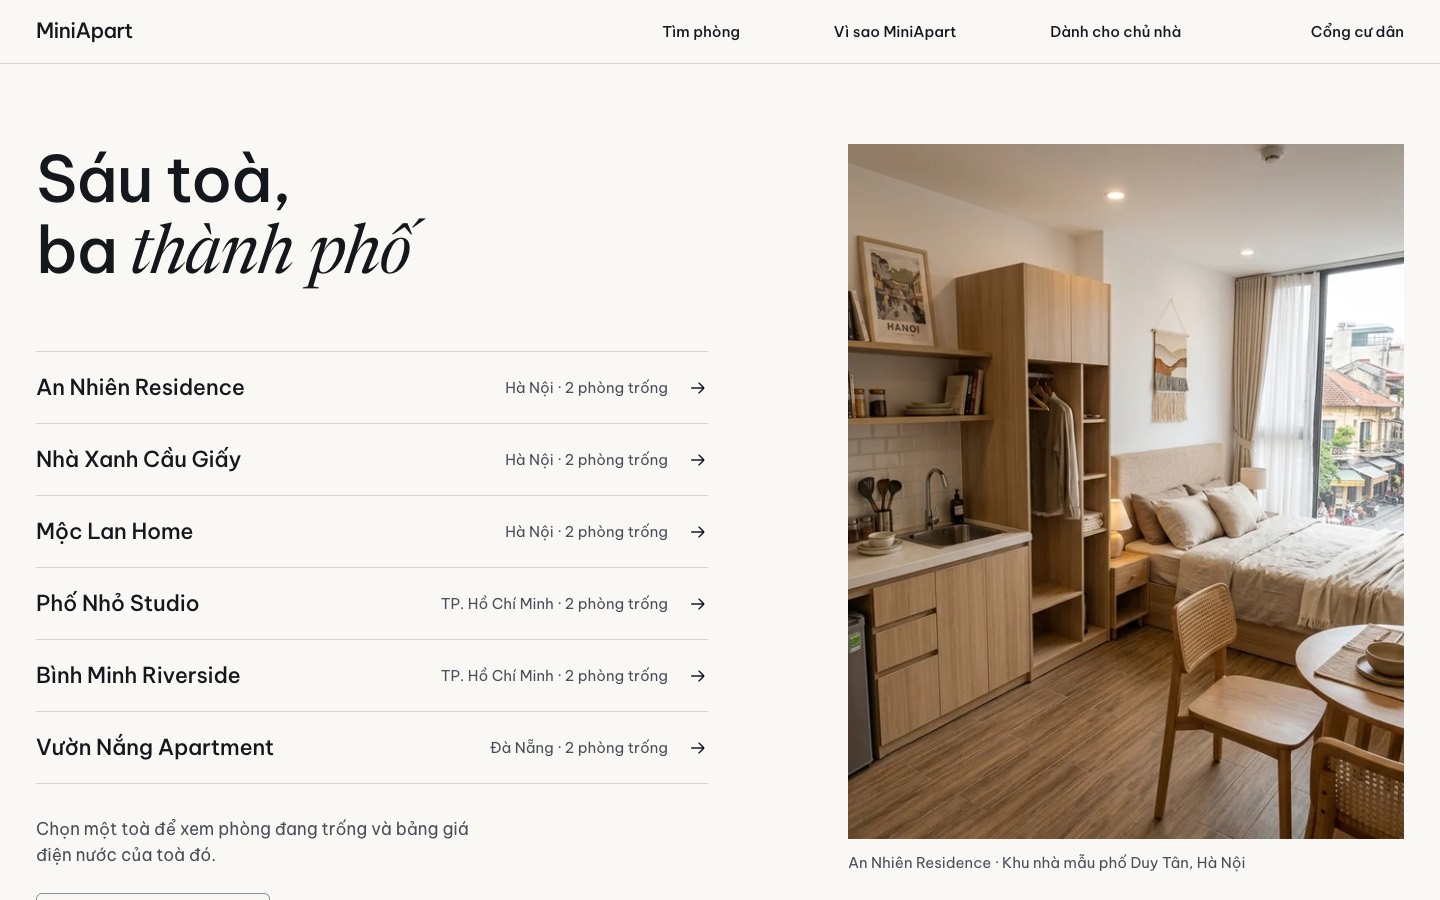 MiniApart
Tìm phòng
Vì sao MiniApart
Dành cho chủ nhà
Cổng cư dân
Sáu toà,
ba thành phố
An Nhiên Residence
Hà Nội · 2 phòng trống →
Nhà Xanh Cầu Giấy
Hà Nội · 2 phòng trống →
Mộc Lan Home
Hà Nội · 2 phòng trống →
Phố Nhỏ Studio
TP. Hồ Chí Minh · 2 phòng trống →
Bình Minh Riverside
TP. Hồ Chí Minh · 2 phòng trống →
Vườn Nắng Apartment
Đà Nẵng · 2 phòng trống →
Chọn một toà để xem phòng đang trống và bảng giá
điện nước của toà đó.
HANOI
An Nhiên Residence · Khu nhà mẫu phố Duy Tân, Hà Nội